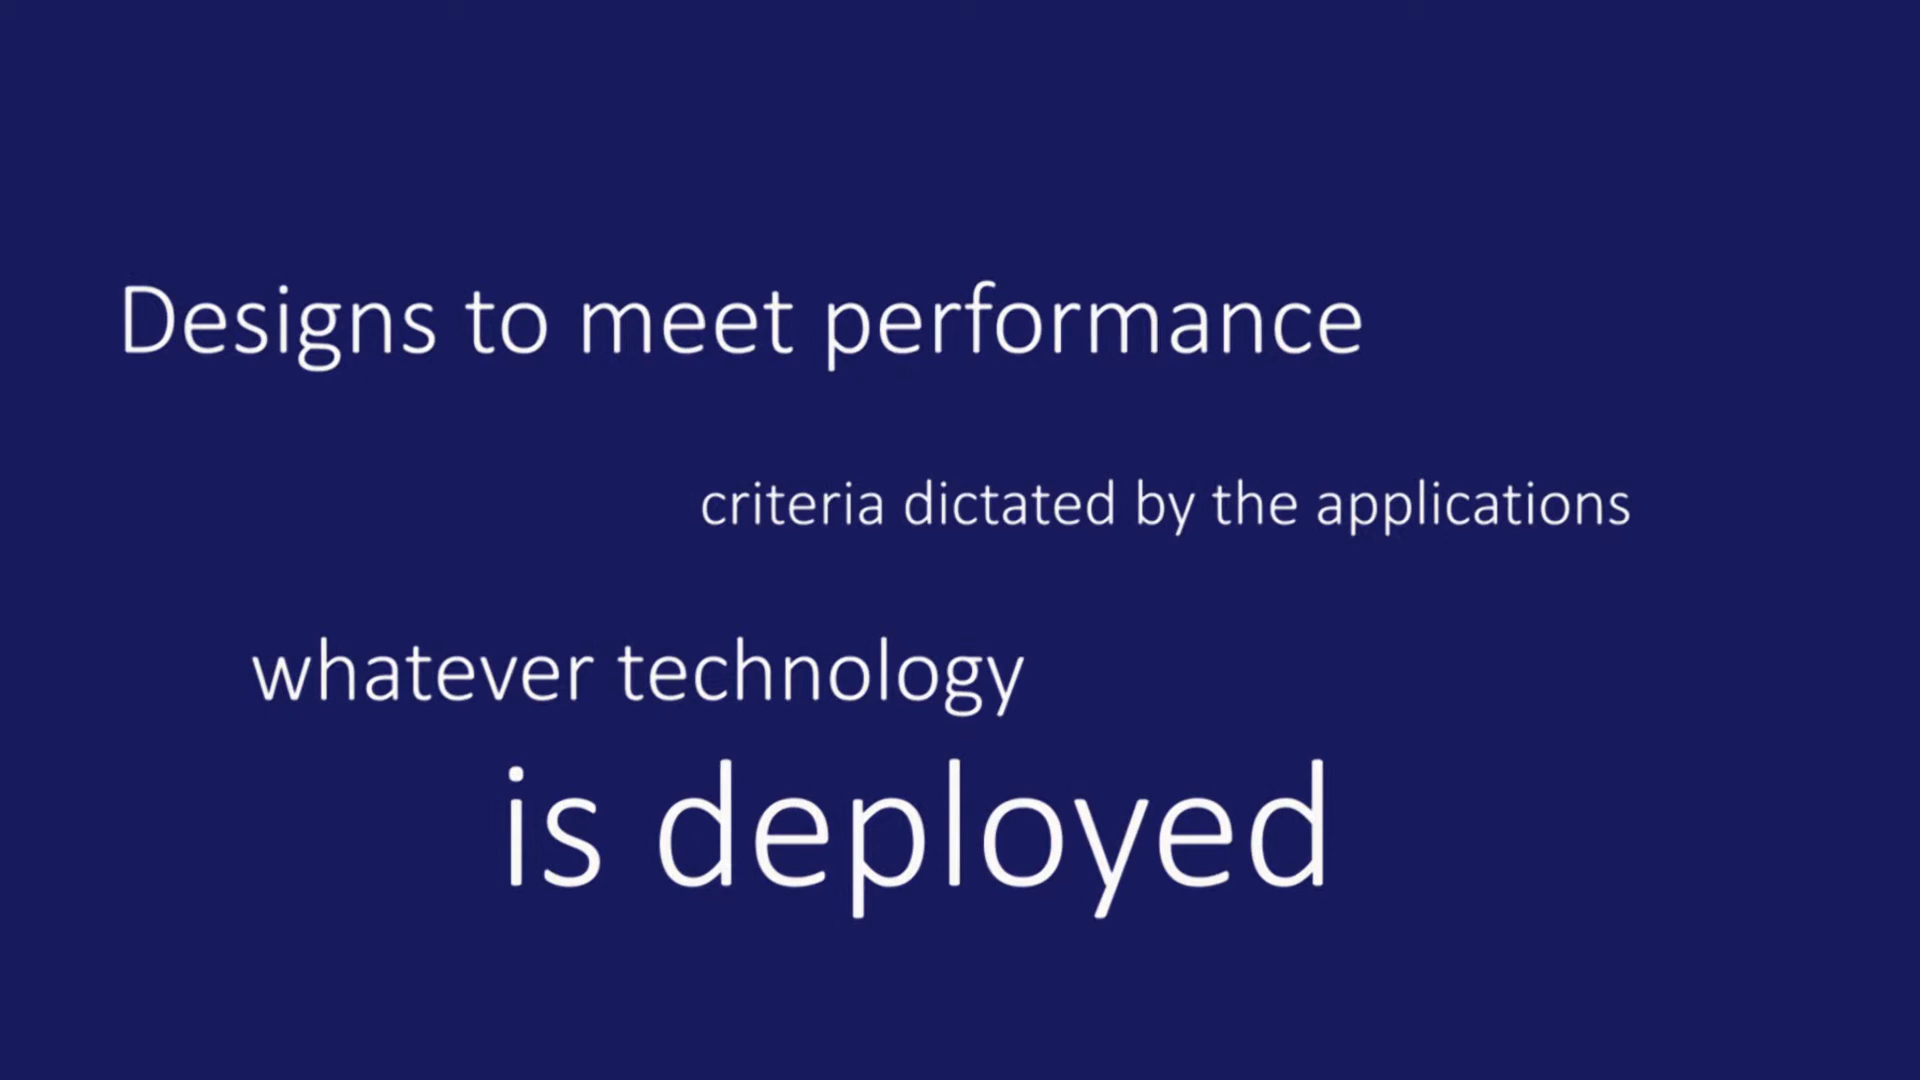 Designs to meet performance
criteria dictated by the applications
whatever technology
is deployed